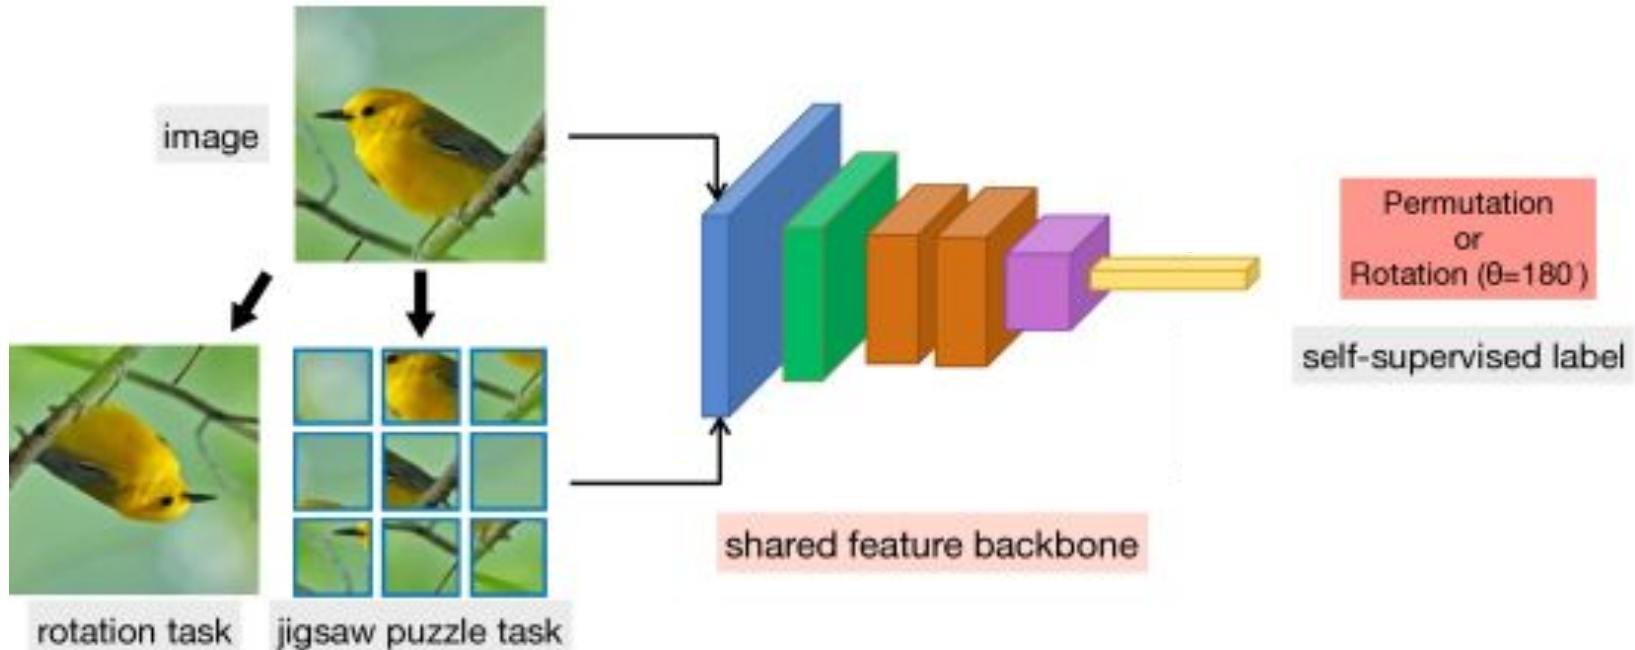 image
Permutation
or
Rotation (θ=180°)
self-supervised label
shared feature backbone
rotation task
jigsaw puzzle task